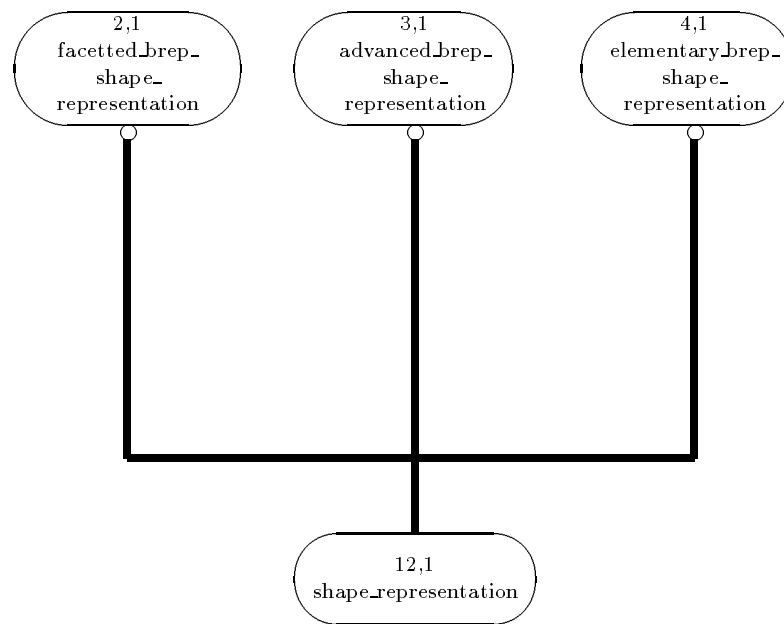 2,1
facetted_brep_
shape_
representation
3,1
advanced_brep_
shape_
representation
4,1
elementary_brep_
shape_
representation
12,1
shape_representation